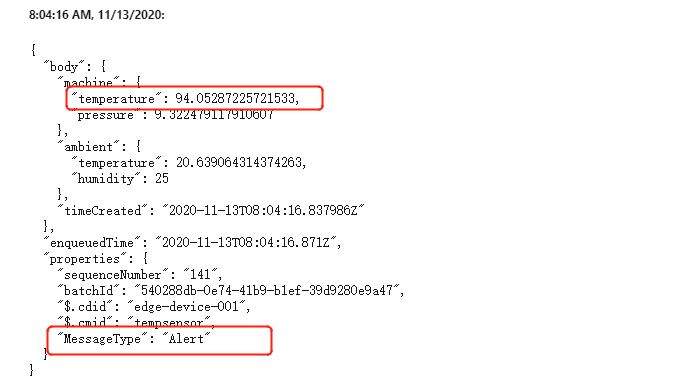 8:04:16 AM, 11/13/2020:
{
"body": {
"machine": {
"temperature": 94.05287225721533,
"pressure": 9.322479117910607
},
"ambient": {
"temperature": 20.639064314374263,
"humidity": 25
},
"timeCreated": "2020-11-13T08:04:16.837986Z"
},
"enqueuedTime": "2020-11-13T08:04:16.871Z",
"properties": {
"sequenceNumber": "141",
"batchId": "540288db-0e74-41b9-b1ef-39d9280e9a47",
"$.cdid": "edge-device-001",
"$.cmid": "tempsensor",
"MessageType": "Alert"
}
}